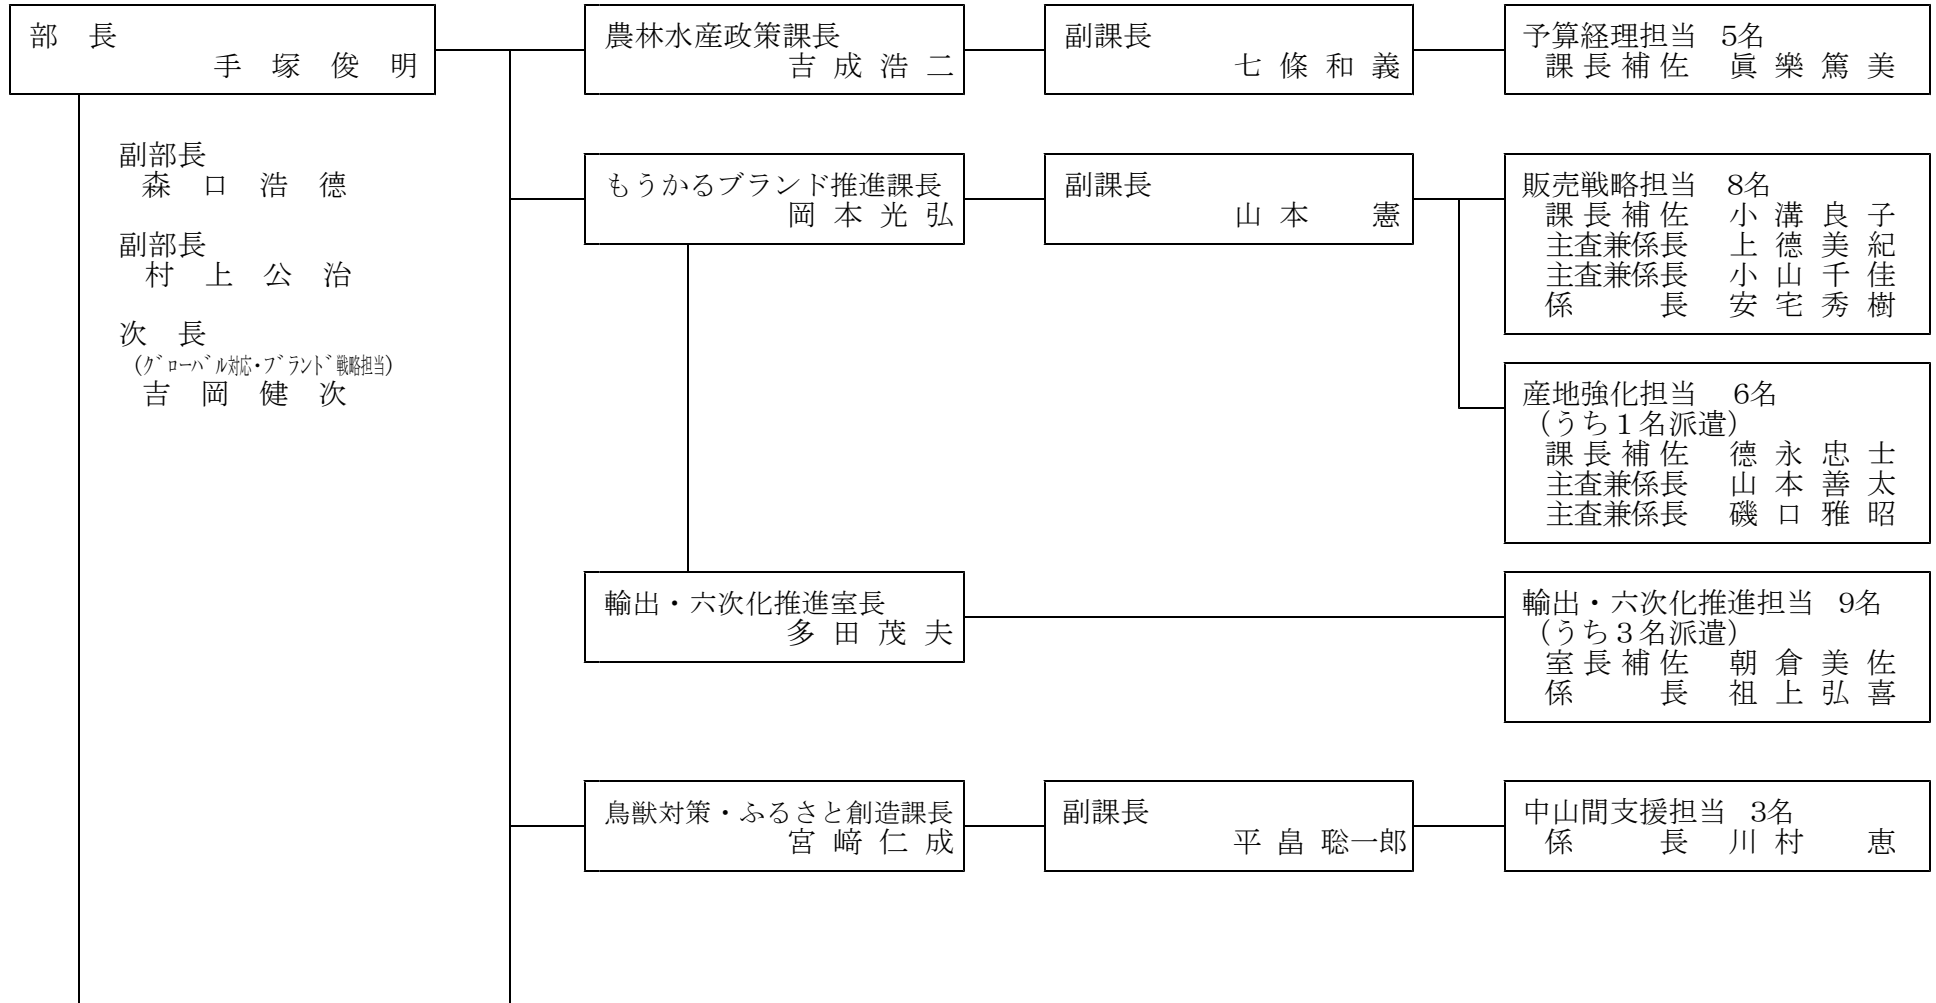 部　長
手　塚　俊　明
副部長
森　口　浩　德
副部長
村　上　公　治
次　長
(ｸﾞﾛｰﾊﾞﾙ対応・ﾌﾞﾗﾝﾄﾞ戦略担当)
吉　岡　健　次
農林水産政策課長
吉 成 浩 二
副課長
七 條 和 義
予算経理担当　5名
課 長 補 佐　眞 樂 篤 美
もうかるブランド推進課長
岡 本 光 弘
副課長
山 本　　憲
販売戦略担当　8名
課 長 補 佐　小 溝 良 子
主査兼係長　上 德 美 紀
主査兼係長　小 山 千 佳
係　　　長　安 宅 秀 樹
産地強化担当　6名
（うち１名派遣）
課 長 補 佐　德 永 忠 士
主査兼係長　山 本 善 太
主査兼係長　磯 口 雅 昭
輸出・六次化推進室長
多 田 茂 夫
輸出・六次化推進担当　9名
（うち３名派遣）
室 長 補 佐　朝 倉 美 佐
係　　　長　祖 上 弘 喜
鳥獣対策・ふるさと創造課長
宮 﨑 仁 成
副課長
平 畠 聡一郎
中山間支援担当　3名
係　　　長　川 村　　恵